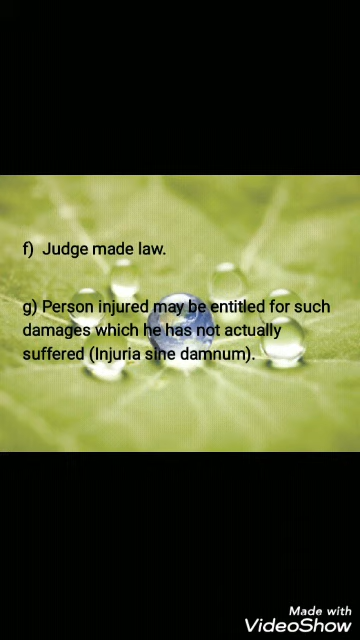 f) Judge made law.
g) Person injured may be entitled for such
damages which he has not actually
suffered (Injuria sine damnum).
Made with
VideoShow